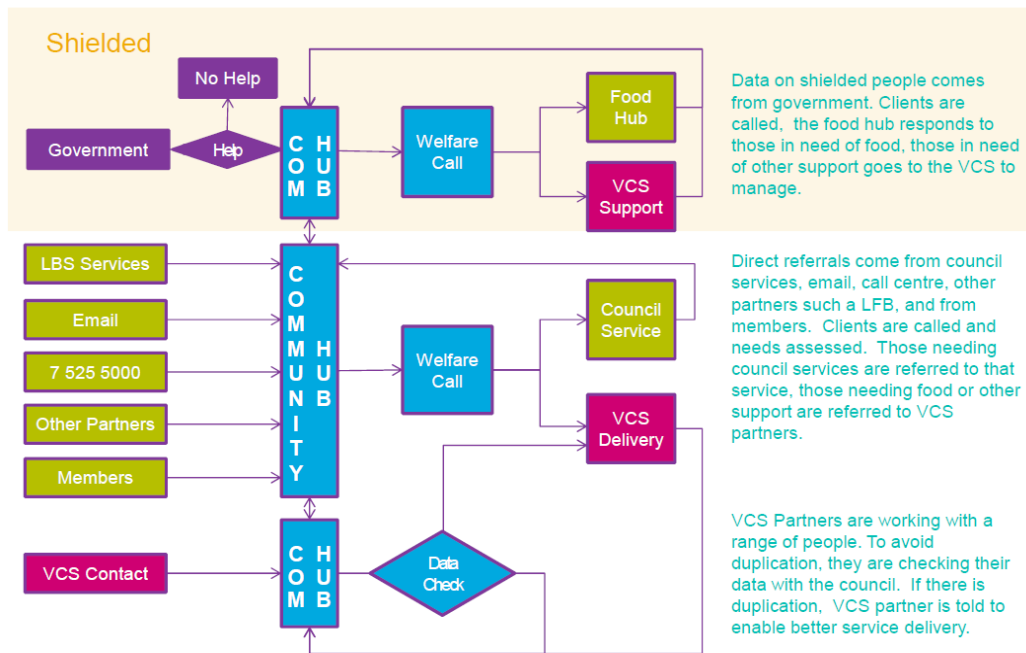 Shielded
No Help
Government
Help
COM
HUB
Welfare
Call
Food
Hub
VCS
Support
Data on shielded people comes
from government. Clients are
called,  the food hub responds to
those in need of food, those in need
of other support goes to the VCS to
manage.
LBS Services
Email
7 525 5000
Other Partners
Members
COMMUNITY
HUB
Welfare
Call
Council
Service
VCS
Delivery
Direct referrals come from council
services, email, call centre, other
partners such a LFB, and from
members.  Clients are called and
needs assessed.  Those needing
council services are referred to that
service, those needing food or other
support are referred to VCS
partners.
VCS Contact
COM
HUB
Data
Check
VCS Partners are working with a
range of people. To avoid
duplication, they are checking their
data with the council.  If there is
duplication,  VCS partner is told to
enable better service delivery.